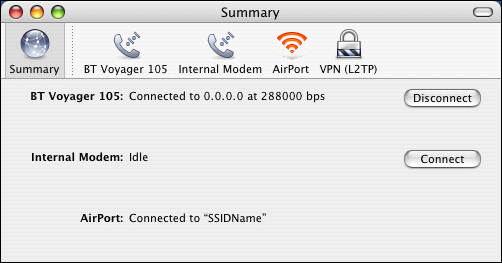 Summary
Summary BT Voyager 105 Internal Modem AirPort VPN (L2TP)
BT Voyager 105: Connected to 0.0.0.0 at 288000 bps Disconnect
Internal Modem: Idle Connect
AirPort: Connected to “SSIDName”